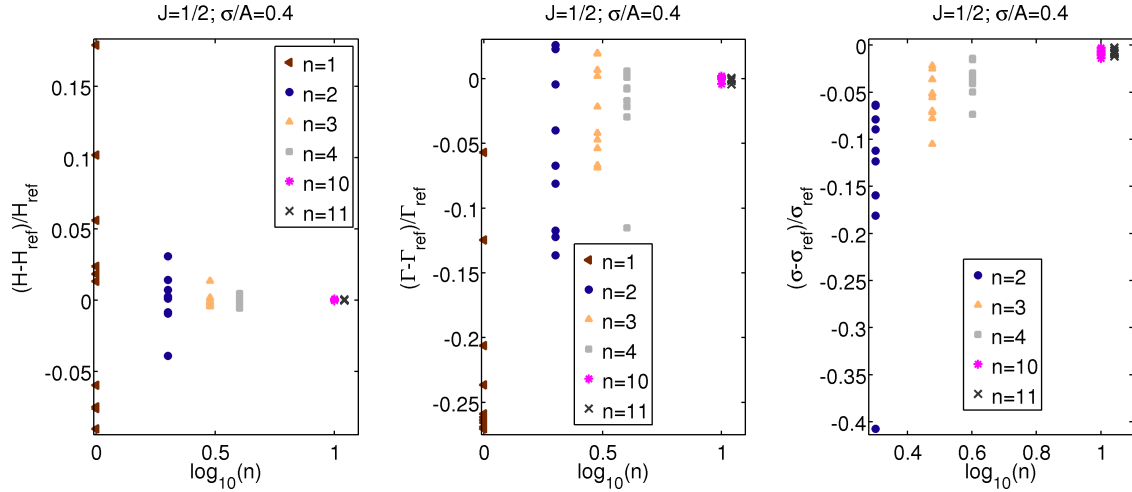 J=1/2; σ/A=0.4
(H-H_ref)/H_ref
0.15
0.1
0.05
0
-0.05
0
0.5
1
log_10(n)
n=1
n=2
n=3
n=4
n=10
n=11
J=1/2; σ/A=0.4
(Γ-Γ_ref)/Γ_ref
0
-0.05
-0.1
-0.15
-0.2
-0.25
0
0.5
1
log_10(n)
n=1
n=2
n=3
n=4
n=10
n=11
J=1/2; σ/A=0.4
(σ-σ_ref)/σ_ref
0
-0.05
-0.1
-0.15
-0.2
-0.25
-0.3
-0.35
-0.4
0.4
0.6
0.8
1
log_10(n)
n=2
n=3
n=4
n=10
n=11